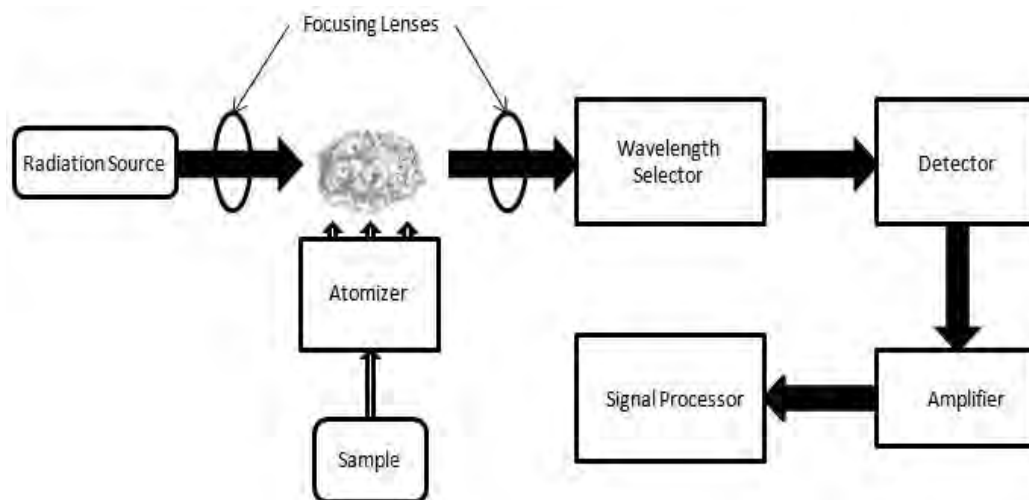 Focusing Lenses
Radiation Source
Wavelength
Selector
Detector
Atomizer
Signal Processor
Amplifier
Sample